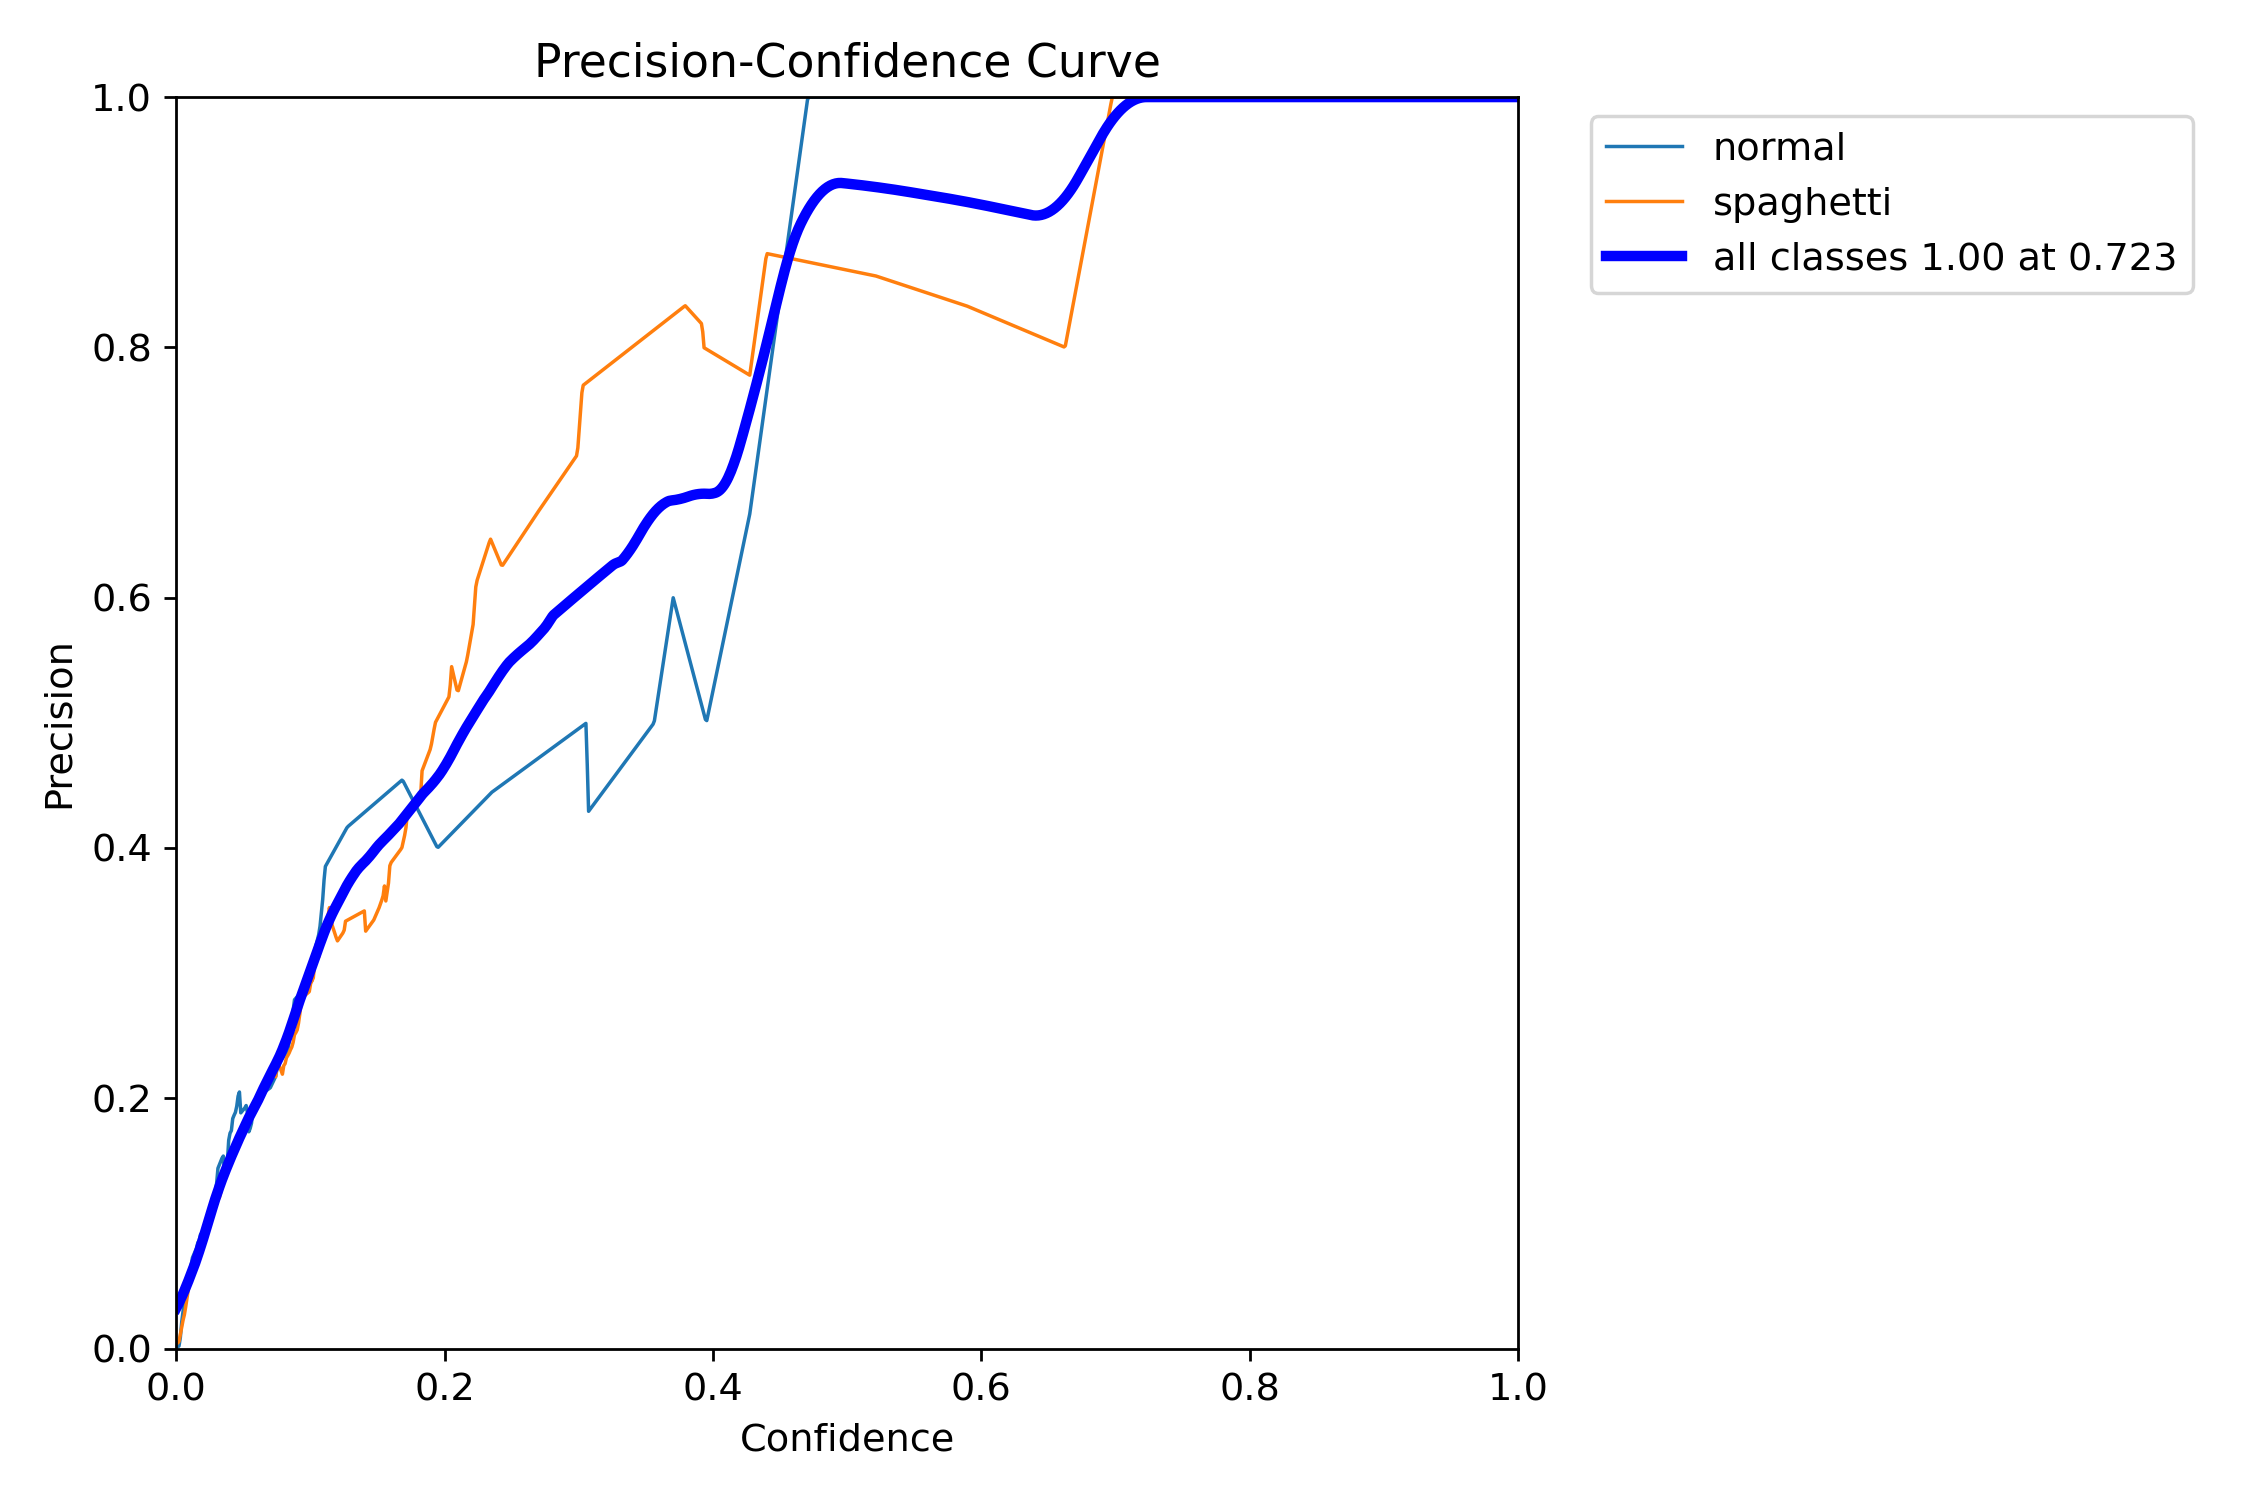 Precision-Confidence Curve
1.0
0.8
0.6
0.4
0.2
0.0
Precision
0.0 0.2 0.4 0.6 0.8 1.0
Confidence
normal
spaghetti
all classes 1.00 at 0.723